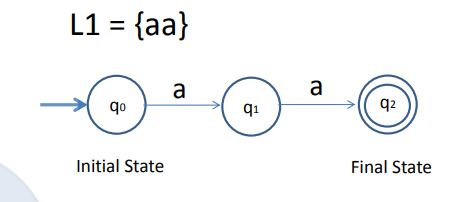 L1 = {aa}
a a
q0 q1 q2
Initial State Final State